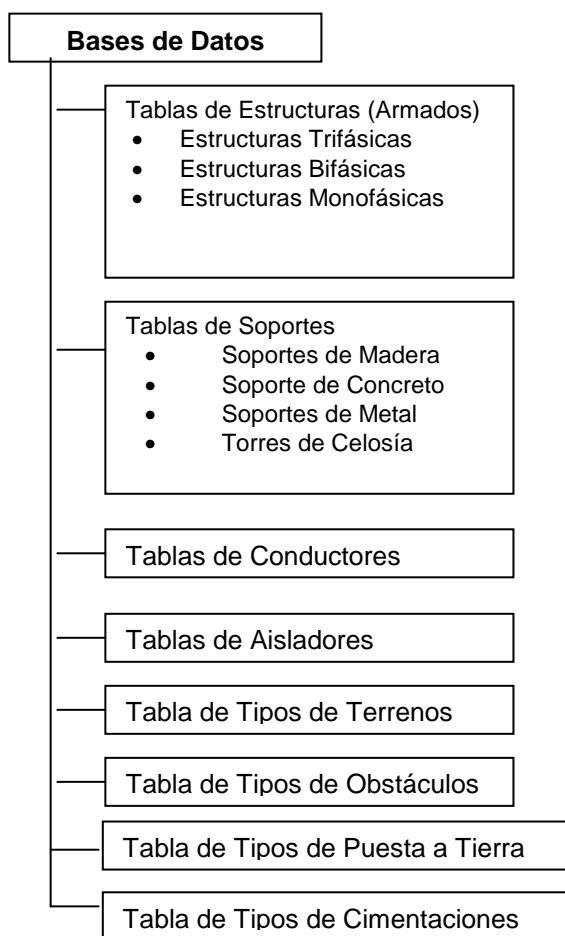 Bases de Datos
Tablas de Estructuras (Armados)
• Estructuras Trifásicas
• Estructuras Bifásicas
• Estructuras Monofásicas
Tablas de Soportes
• Soportes de Madera
• Soporte de Concreto
• Soportes de Metal
• Torres de Celosía
Tablas de Conductores
Tablas de Aisladores
Tabla de Tipos de Terrenos
Tabla de Tipos de Obstáculos
Tabla de Tipos de Puesta a Tierra
Tabla de Tipos de Cimentaciones